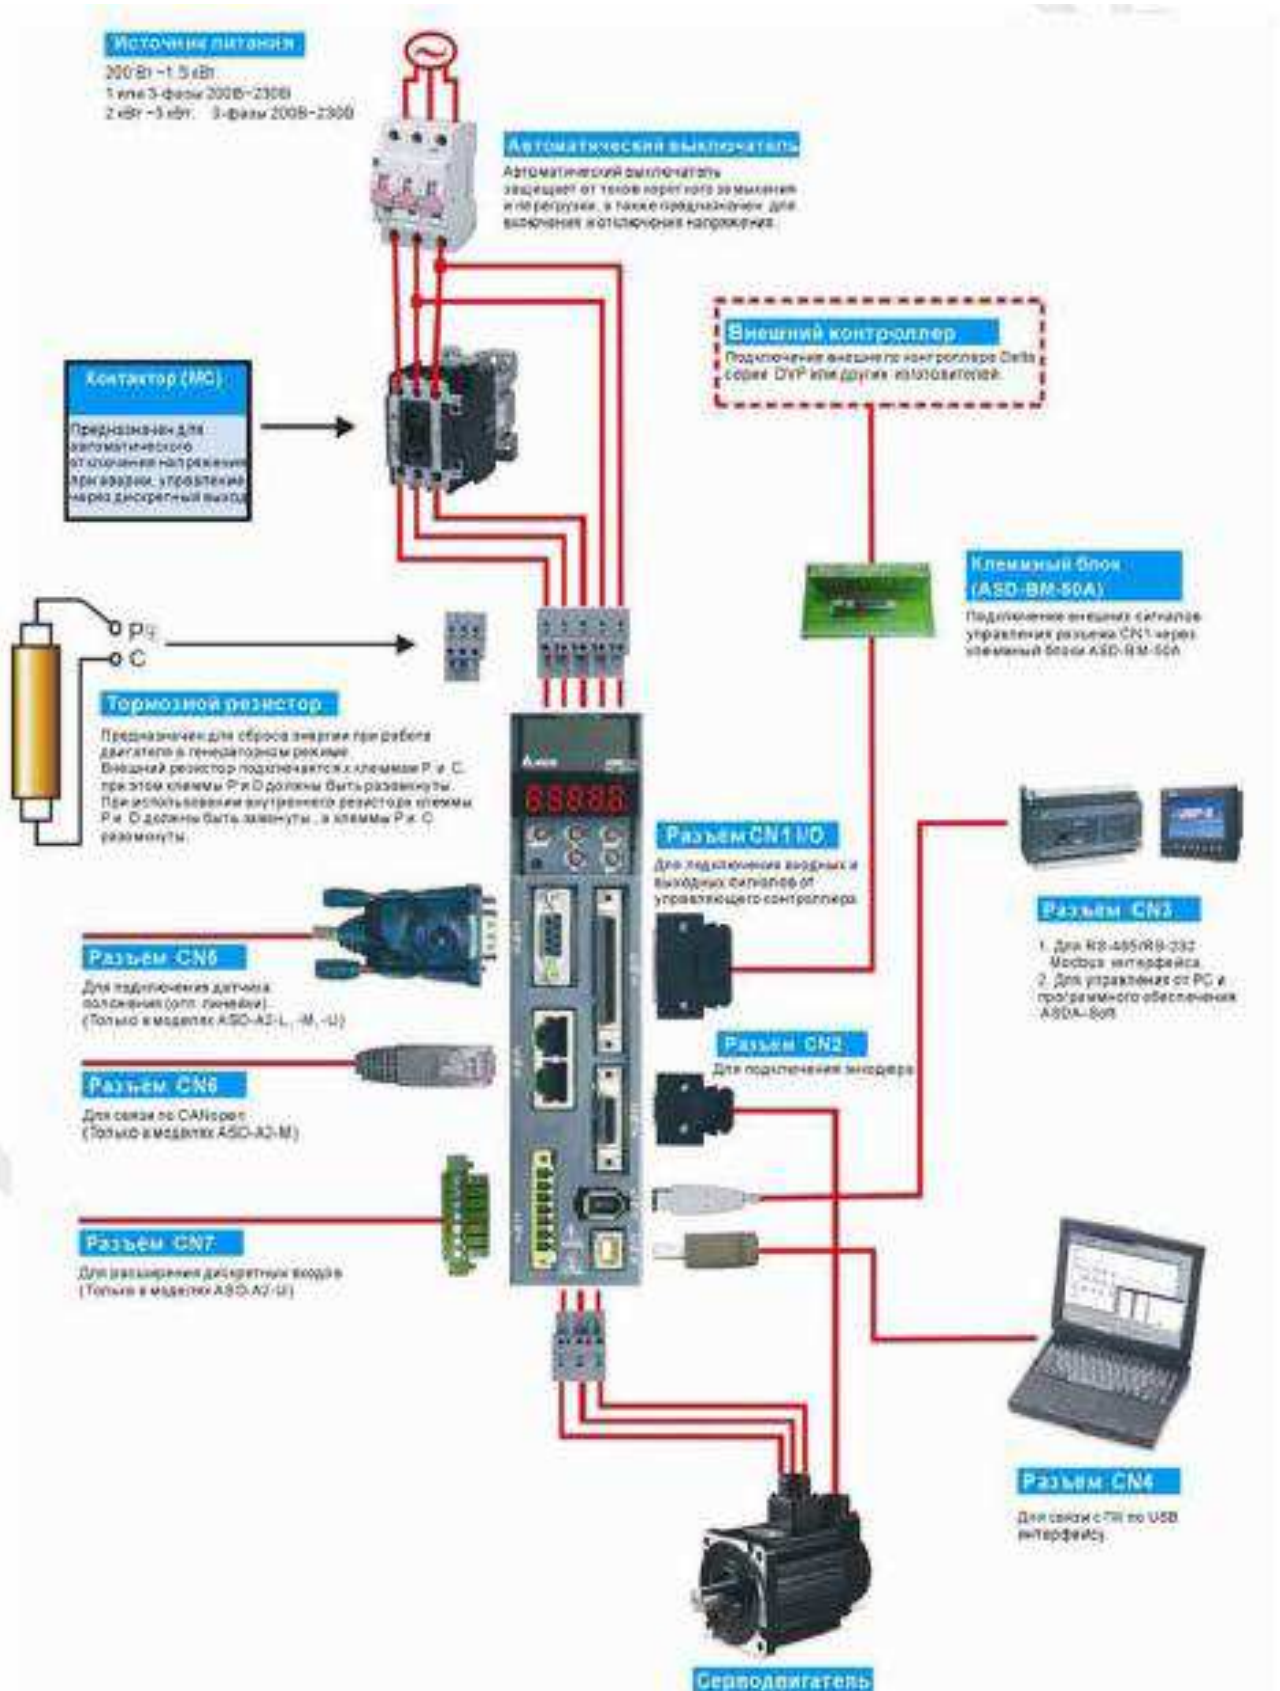 Источник питания
200 Вт ~1.5 кВт
1 или 3-фазы 200В~230В
2 кВт ~3 кВт: 3-фазы 200В~230В
Автоматический выключатель
Автоматический выключатель
защищает от токов короткого замыкания
и перегрузки, а также предназначен для
включения и отключения напряжения.
Внешний контроллер
Подключение внешнего контроллера Delta
серии DVP или других изготовителей.
Контактор (MC)
Предназначен для
автоматического
отключения напряжения
при аварии, управление
через дискретный выход
Клеммный блок
(ASD-BM-50A)
Подключение внешних сигналов
управления разъема CN1 через
клеммный блоки ASD-BM-50A
P
C
Тормозной резистор
Предназначен для сброса энергии при работе
двигателя в генераторном режиме
Внешний резистор подключается к клеммам P и C,
при этом клеммы P и D должны быть разомкнуты.
При использовании внутреннего резистора клеммы
P и D должны быть замкнуты, а клеммы P и C
разомкнуты.
Разъём CN1 I/O
Для подключения входных и
выходных сигналов от
управляющего контроллера
Разъём CN3
1. Для RS-485/RS-232
Modbus интерфейса
2. Для управления от PC и
программного обеспечения
ASDA-Soft
Разъём CN5
Для подключения датчика
положения (опт. линейки)
(Только в моделях ASD-A2-L, -M, -U)
Разъём CN2
Для подключения энкодера
Разъём CN6
Для связи по CANopen
(Только в моделях ASD-A2-M)
Разъём CN7
Для расширения дискретных входов
(Только в моделях ASD-A2-U)
Разъём CN4
Для связи с ПК по USB
интерфейсу.
Серводвигатель